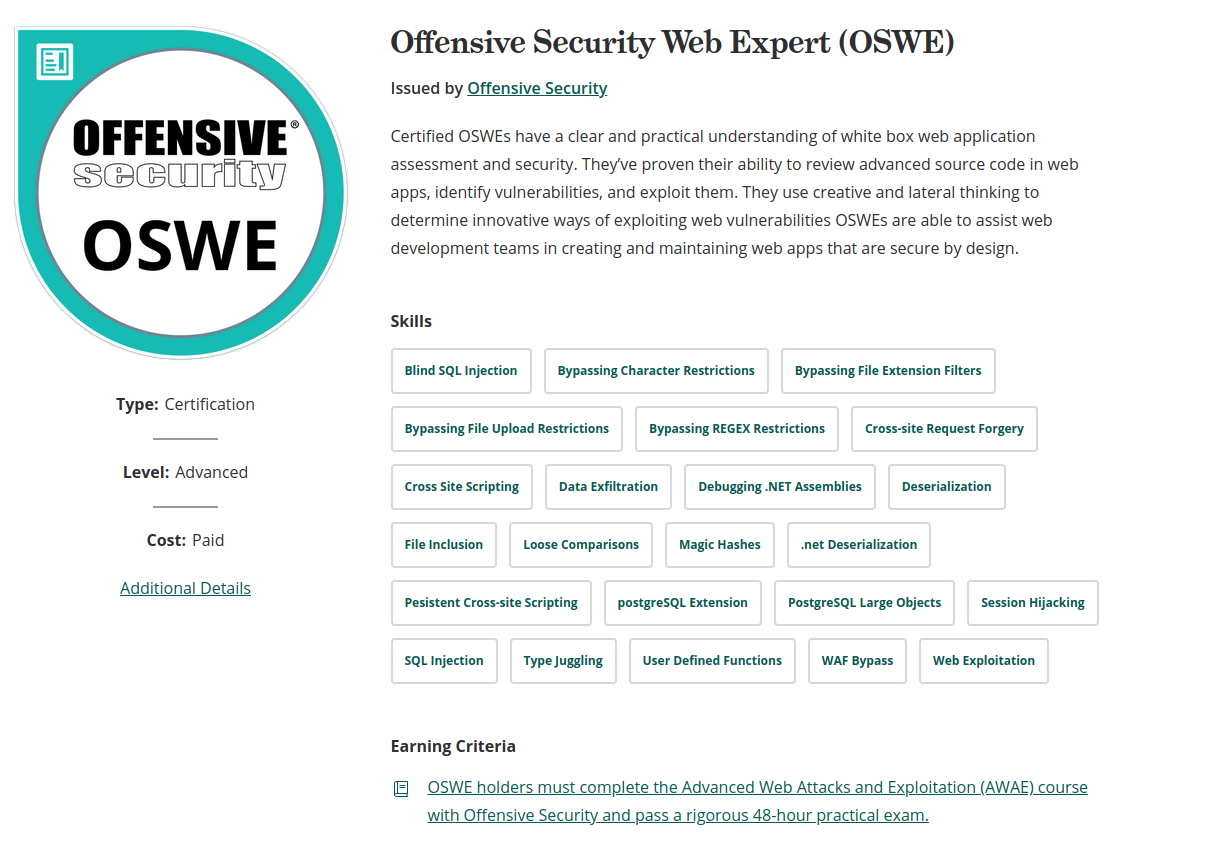 OFFENSIVE®
security
OSWE
Type: Certification
Level: Advanced
Cost: Paid
Additional Details
Offensive Security Web Expert (OSWE)
Issued by Offensive Security
Certified OSWEs have a clear and practical understanding of white box web application
assessment and security. They’ve proven their ability to review advanced source code in web
apps, identify vulnerabilities, and exploit them. They use creative and lateral thinking to
determine innovative ways of exploiting web vulnerabilities OSWEs are able to assist web
development teams in creating and maintaining web apps that are secure by design.
Skills
Blind SQL Injection Bypassing Character Restrictions Bypassing File Extension Filters
Bypassing File Upload Restrictions Bypassing REGEX Restrictions Cross-site Request Forgery
Cross Site Scripting Data Exfiltration Debugging .NET Assemblies Deserialization
File Inclusion Loose Comparisons Magic Hashes .net Deserialization
Pesistent Cross-site Scripting postgreSQL Extension PostgreSQL Large Objects Session Hijacking
SQL Injection Type Juggling User Defined Functions WAF Bypass Web Exploitation
Earning Criteria
OSWE holders must complete the Advanced Web Attacks and Exploitation (AWAE) course
with Offensive Security and pass a rigorous 48-hour practical exam.